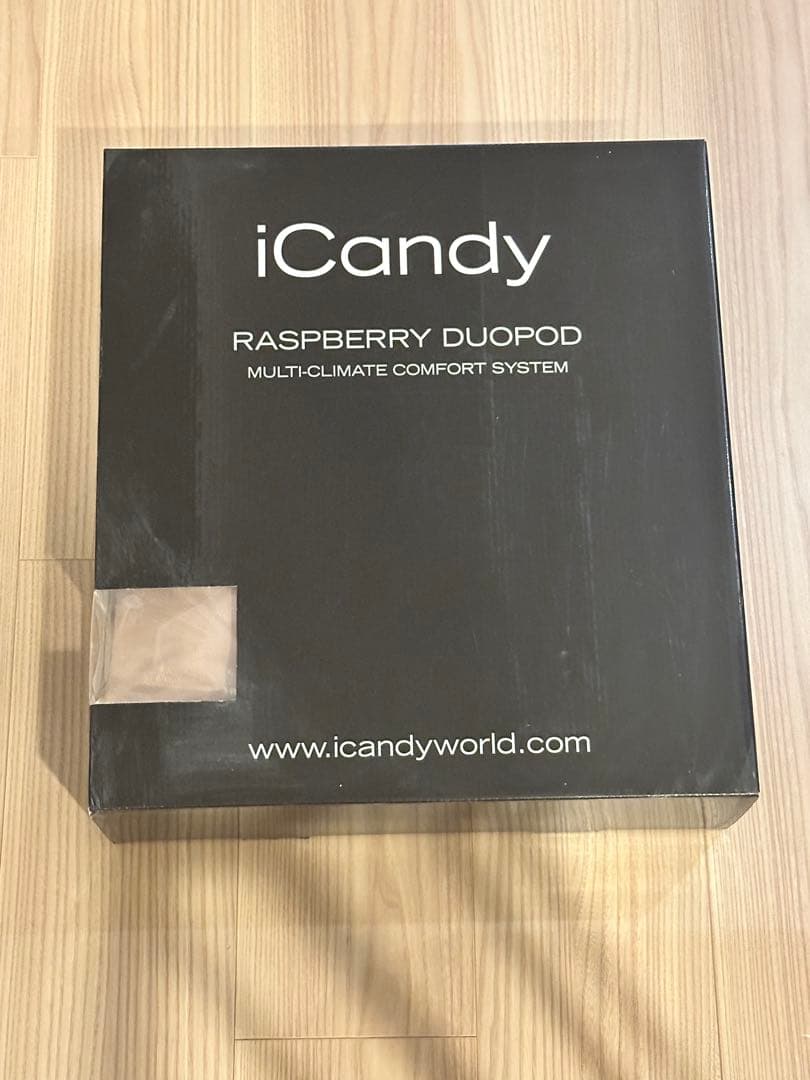 iCandy
RASPBERRY DUOPOD
MULTI-CLIMATE COMFORT SYSTEM
www.icandyworld.com